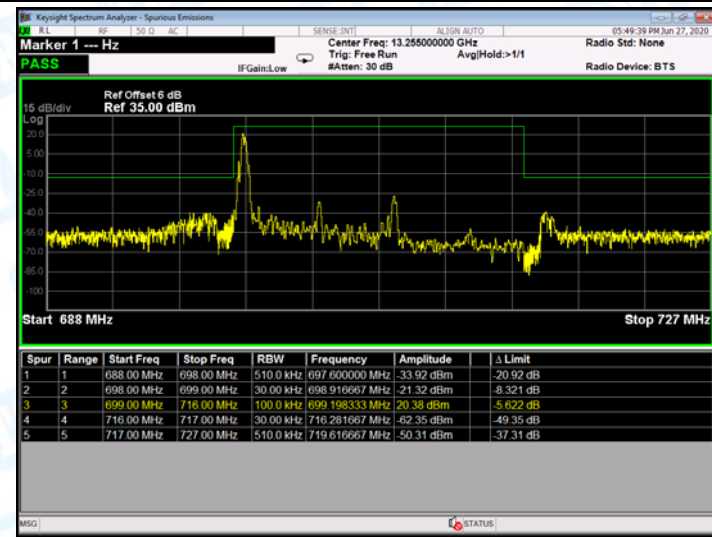 Keysight Spectrum Analyzer - Spurious Emissions
RL RF 50 Ω AC SENSE:INT ALIGN AUTO 05:49:39 PM Jun 27, 2020
Marker 1 --- Hz Center Freq: 13.255000000 GHz Radio Std: None
Trig: Free Run Avg|Hold:>1/1
PASS IFGain:Low #Atten: 30 dB Radio Device: BTS
Ref Offset 6 dB
15 dB/div Ref 35.00 dBm
Log
20.0
5.00
-10.0
-25.0
-40.0
-55.0
-70.0
-85.0
-100
Start 688 MHz Stop 727 MHz
Spur Range Start Freq Stop Freq RBW Frequency Amplitude Δ Limit
1 1 688.00 MHz 698.00 MHz 510.0 kHz 697.600000 MHz -33.92 dBm -20.92 dB
2 2 698.00 MHz 699.00 MHz 30.00 kHz 698.916667 MHz -21.32 dBm -8.321 dB
3 3 699.00 MHz 716.00 MHz 100.0 kHz 699.198333 MHz 20.38 dBm -5.622 dB
4 4 716.00 MHz 717.00 MHz 30.00 kHz 716.281667 MHz -62.35 dBm -49.35 dB
5 5 717.00 MHz 727.00 MHz 510.0 kHz 719.616667 MHz -50.31 dBm -37.31 dB
MSG STATUS